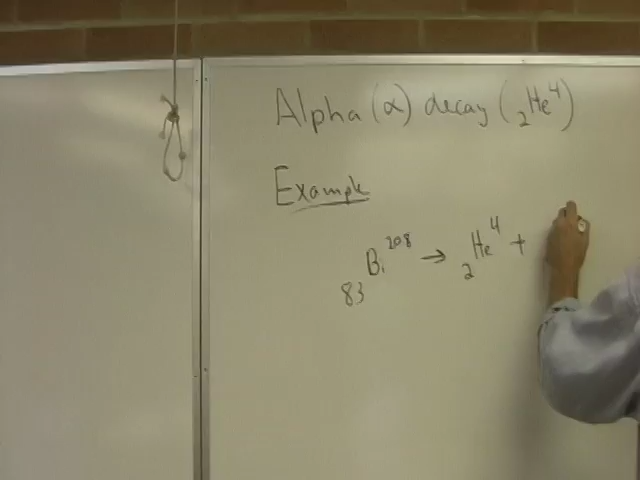 Alpha (α) decay (₂He⁴)
Example
₈₃Bi²⁰⁸ → ₂He⁴ +